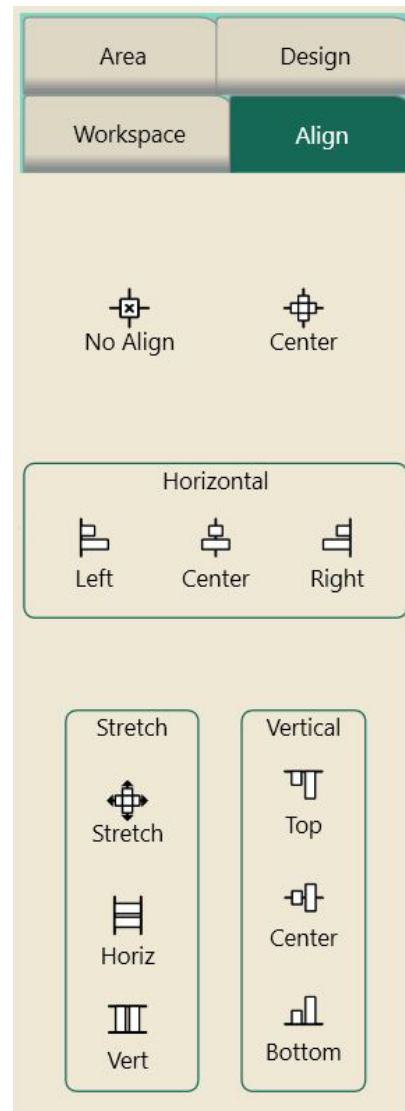 Area
Design
Workspace
Align
No Align
Center
Horizontal
Left
Center
Right
Stretch
Stretch
Horiz
Vert
Vertical
Top
Center
Bottom